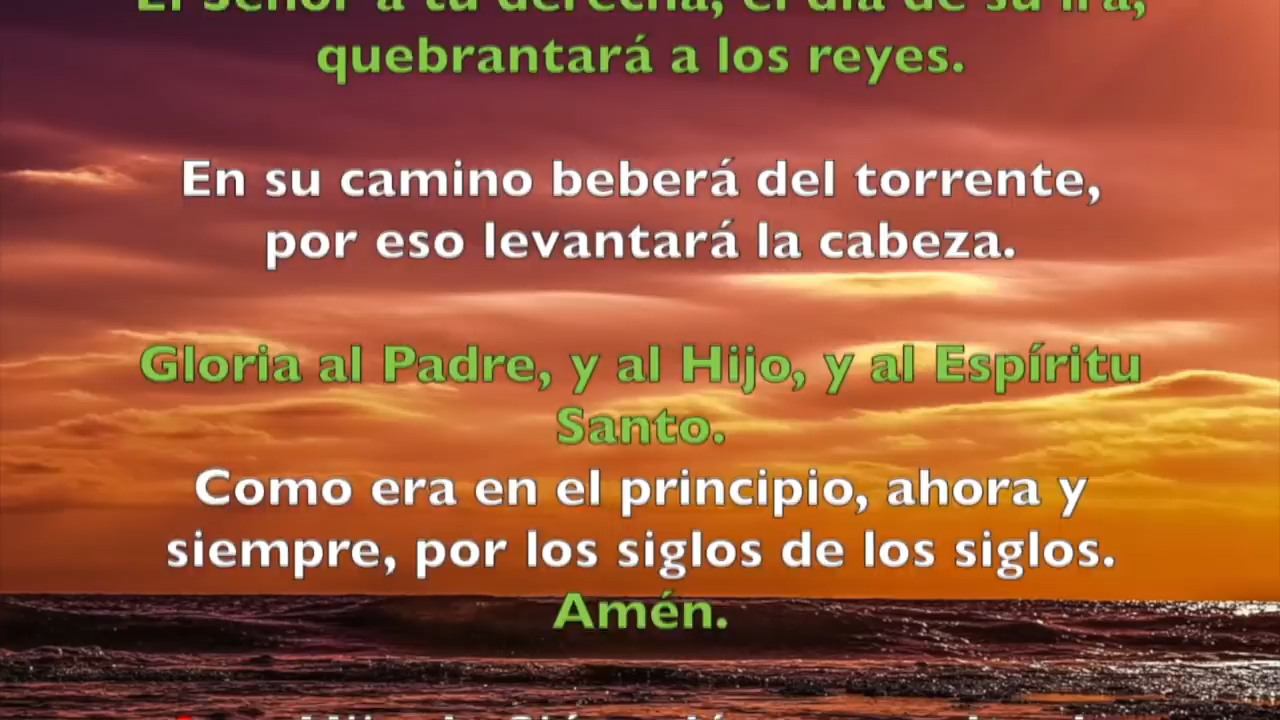 El Señor a tu derecha, el día de su ira,
quebrantará a los reyes.
En su camino beberá del torrente,
por eso levantará la cabeza.
Gloria al Padre, y al Hijo, y al Espíritu
Santo.
Como era en el principio, ahora y
siempre, por los siglos de los siglos.
Amén.